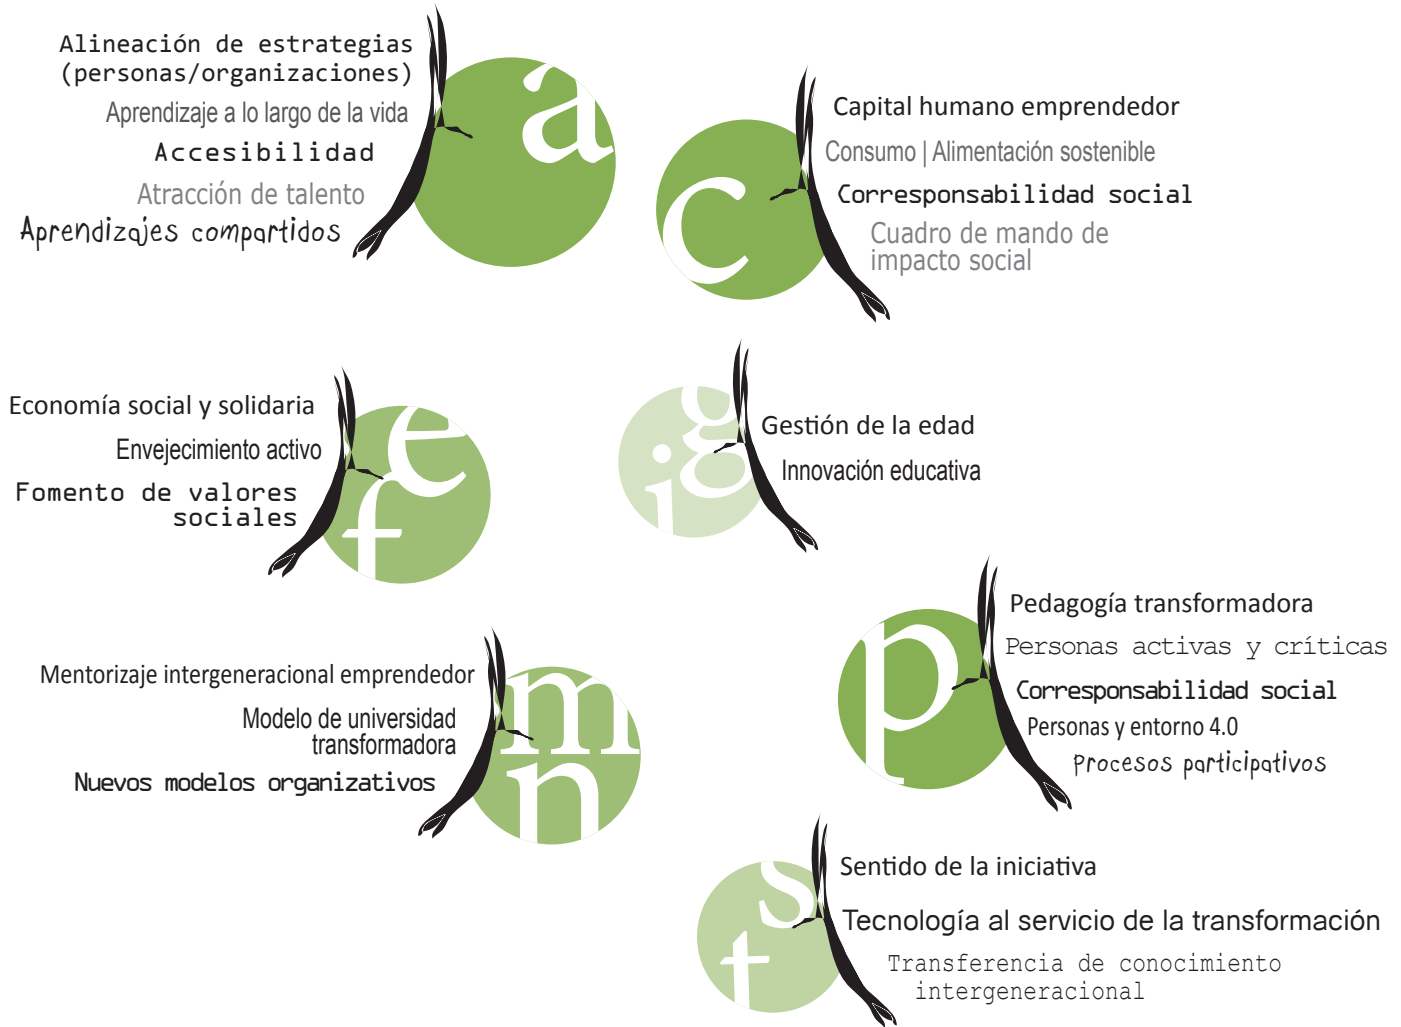 Alineación de estrategias
(personas/organizaciones)
Aprendizaje a lo largo de la vida
Accesibilidad
Atracción de talento
Aprendizajes compartidos
a
c
Capital humano emprendedor
Consumo | Alimentación sostenible
Corresponsabilidad social
Cuadro de mando de
impacto social
Economía social y solidaria
Envejecimiento activo
Fomento de valores
sociales
e
f
g
i
Gestión de la edad
Innovación educativa
Mentorizaje intergeneracional emprendedor
Modelo de universidad
transformadora
Nuevos modelos organizativos
m
n
p
Pedagogía transformadora
Personas activas y críticas
Corresponsabilidad social
Personas y entorno 4.0
Procesos participativos
s
t
Sentido de la iniciativa
Tecnología al servicio de la transformación
Transferencia de conocimiento
intergeneracional